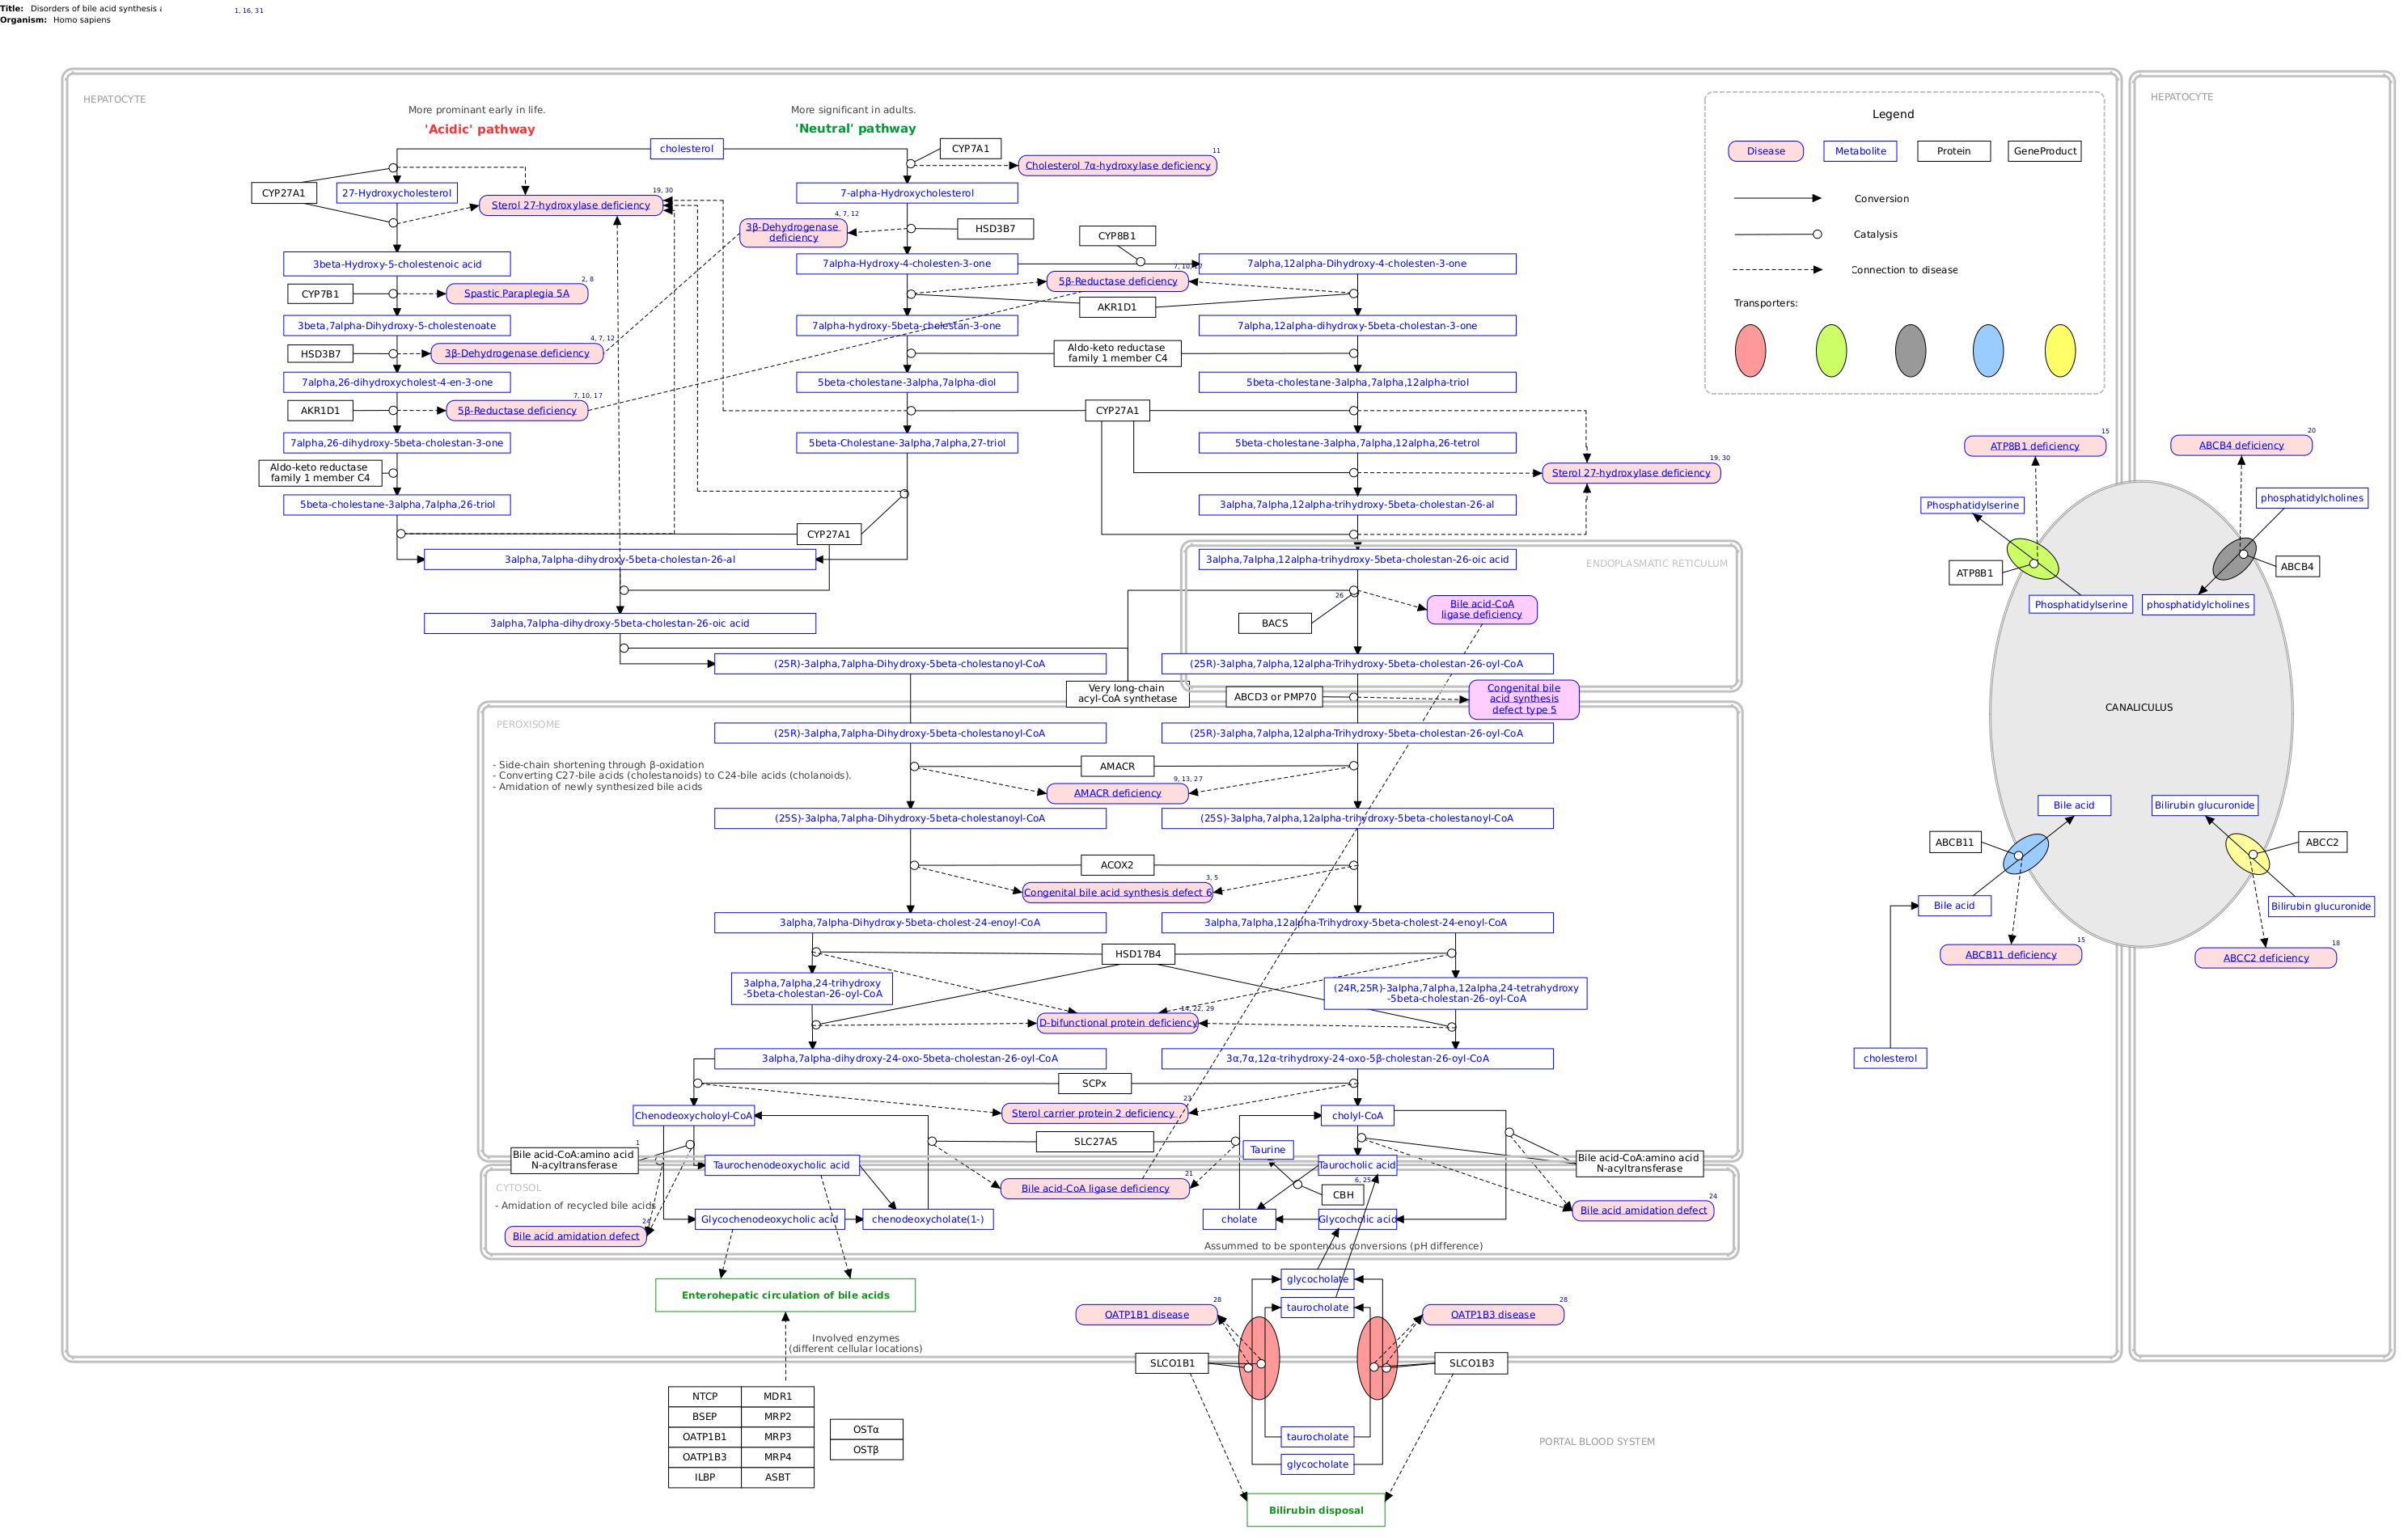 Title: Disorders of bile acid synthesis
Organism: Homo sapiens
1, 16, 31
HEPATOCYTE
HEPATOCYTE
More prominent early in life.
'Acidic' pathway
More significant in adults.
'Neutral' pathway
Legend
Disease
Metabolite
Protein
GeneProduct
Conversion
Catalysis
Connection to disease
Transporters:
cholesterol
CYP7A1
11
Cholesterol 7α-hydroxylase deficiency
CYP27A1
27-Hydroxycholesterol
19, 30
Sterol 27-hydroxylase deficiency
7-alpha-Hydroxycholesterol
4, 7, 12
3β-Dehydrogenase
deficiency
HSD3B7
CYP8B1
3beta-Hydroxy-5-cholestenoic acid
7alpha-Hydroxy-4-cholesten-3-one
7alpha,12alpha-Dihydroxy-4-cholesten-3-one
CYP7B1
2, 8
Spastic Paraplegia 5A
7, 10, 17
5β-Reductase deficiency
AKR1D1
3beta,7alpha-Dihydroxy-5-cholestenoate
7alpha-hydroxy-5beta-cholestan-3-one
7alpha,12alpha-dihydroxy-5beta-cholestan-3-one
HSD3B7
4, 7, 12
3β-Dehydrogenase deficiency
Aldo-keto reductase
family 1 member C4
7alpha,26-dihydroxycholest-4-en-3-one
5beta-cholestane-3alpha,7alpha-diol
5beta-cholestane-3alpha,7alpha,12alpha-triol
AKR1D1
7, 10, 17
5β-Reductase deficiency
CYP27A1
7alpha,26-dihydroxy-5beta-cholestan-3-one
5beta-Cholestane-3alpha,7alpha,27-triol
5beta-cholestane-3alpha,7alpha,12alpha,26-tetrol
Aldo-keto reductase
family 1 member C4
19, 30
Sterol 27-hydroxylase deficiency
5beta-cholestane-3alpha,7alpha,26-triol
3alpha,7alpha,12alpha-trihydroxy-5beta-cholestan-26-al
CYP27A1
3alpha,7alpha-dihydroxy-5beta-cholestan-26-al
3alpha,7alpha,12alpha-trihydroxy-5beta-cholestan-26-oic acid
ENDOPLASMATIC RETICULUM
26
Bile acid-CoA
ligase deficiency
BACS
3alpha,7alpha-dihydroxy-5beta-cholestan-26-oic acid
(25R)-3alpha,7alpha-Dihydroxy-5beta-cholestanoyl-CoA
(25R)-3alpha,7alpha,12alpha-Trihydroxy-5beta-cholestan-26-oyl-CoA
Very long-chain
acyl-CoA synthetase
ABCD3 or PMP70
Congenital bile
acid synthesis
defect type 5
PEROXISOME
(25R)-3alpha,7alpha-Dihydroxy-5beta-cholestanoyl-CoA
(25R)-3alpha,7alpha,12alpha-Trihydroxy-5beta-cholestan-26-oyl-CoA
- Side-chain shortening through β-oxidation
- Converting C27-bile acids (cholestanoids) to C24-bile acids (cholanoids).
- Amidation of newly synthesized bile acids
AMACR
9, 13, 27
AMACR deficiency
(25S)-3alpha,7alpha-Dihydroxy-5beta-cholestanoyl-CoA
(25S)-3alpha,7alpha,12alpha-trihydroxy-5beta-cholestanoyl-CoA
ACOX2
3, 5
Congenital bile acid synthesis defect 6
3alpha,7alpha-Dihydroxy-5beta-cholest-24-enoyl-CoA
3alpha,7alpha,12alpha-Trihydroxy-5beta-cholest-24-enoyl-CoA
HSD17B4
3alpha,7alpha,24-trihydroxy
-5beta-cholestan-26-oyl-CoA
(24R,25R)-3alpha,7alpha,12alpha,24-tetrahydroxy
-5beta-cholestan-26-oyl-CoA
14, 22, 29
D-bifunctional protein deficiency
3alpha,7alpha-dihydroxy-24-oxo-5beta-cholestan-26-oyl-CoA
3α,7α,12α-trihydroxy-24-oxo-5β-cholestan-26-oyl-CoA
SCPx
23
Sterol carrier protein 2 deficiency
Chenodeoxycholoyl-CoA
cholyl-CoA
SLC27A5
1
Bile acid-CoA:amino acid
N-acyltransferase
Taurine
Bile acid-CoA:amino acid
N-acyltransferase
Taurochenodeoxycholic acid
Taurocholic acid
CYTOSOL
- Amidation of recycled bile acids
21
Bile acid-CoA ligase deficiency
6, 25
CBH
24
Bile acid amidation defect
Glycochenodeoxycholic acid
chenodeoxycholate(1-)
cholate
Glycocholic acid
24
Bile acid amidation defect
Assummed to be spontenous conversions (pH difference)
Enterohepatic circulation of bile acids
glycocholate
taurocholate
28
OATP1B1 disease
28
OATP1B3 disease
Involved enzymes
(different cellular locations)
SLCO1B1
SLCO1B3
NTCP
MDR1
BSEP
MRP2
OATP1B1
MRP3
OATP1B3
MRP4
ILBP
ASBT
OSTα
OSTβ
taurocholate
glycocholate
PORTAL BLOOD SYSTEM
Bilirubin disposal
15
ATP8B1 deficiency
20
ABCB4 deficiency
Phosphatidylserine
phosphatidylcholines
ATP8B1
ABCB4
Phosphatidylserine
phosphatidylcholines
CANALICULUS
Bile acid
Bilirubin glucuronide
ABCB11
ABCC2
Bile acid
Bilirubin glucuronide
15
ABCB11 deficiency
18
ABCC2 deficiency
cholesterol